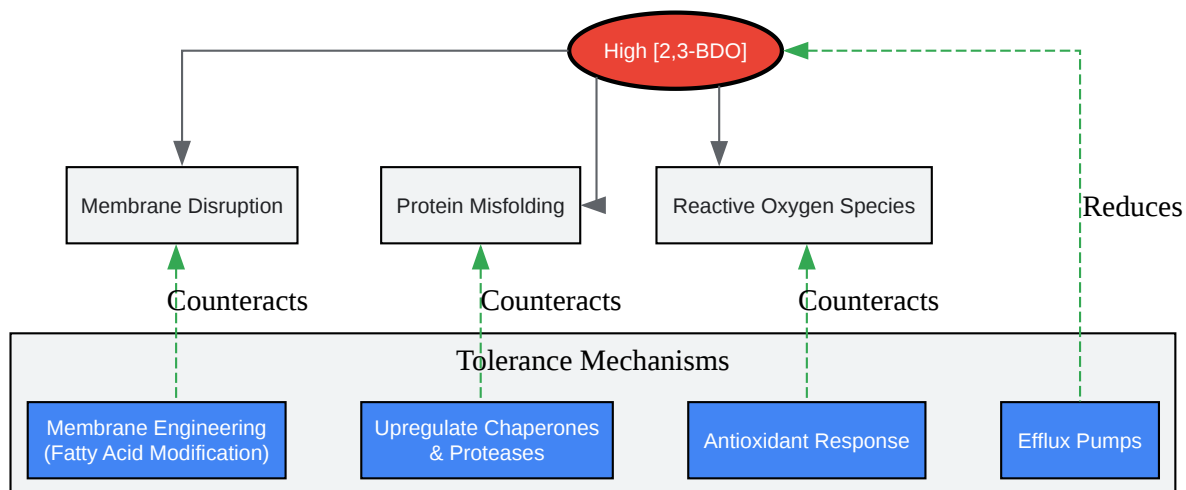 High [2,3-BDO]
Membrane Disruption
Protein Misfolding
Reactive Oxygen Species
Reduces
Counteracts
Counteracts
Counteracts
Tolerance Mechanisms
Membrane Engineering
(Fatty Acid Modification)
Upregulate Chaperones
& Proteases
Antioxidant Response
Efflux Pumps